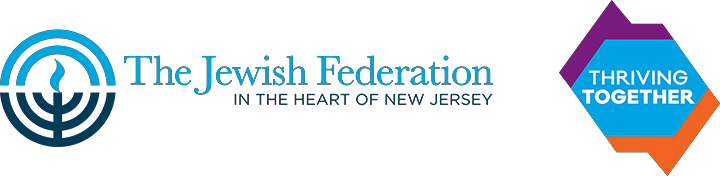 The Jewish Federation
IN THE HEART OF NEW JERSEY
THRIVING
TOGETHER